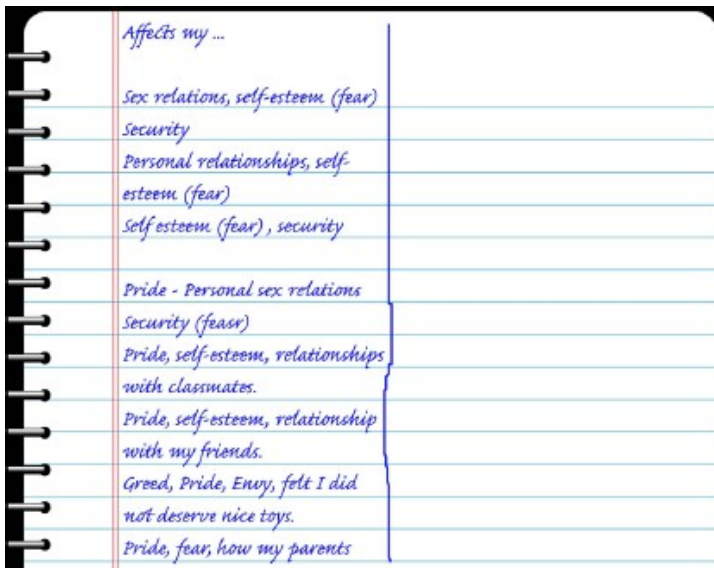 Affects my ...
Sex relations, self-esteem (fear)
Security
Personal relationships, self-
esteem (fear)
Self esteem (fear) , security
Pride - Personal sex relations
Security (feasr)
Pride, self-esteem, relationships
with classmates.
Pride, self-esteem, relationship
with my friends.
Greed, Pride, Envy, felt I did
not deserve nice toys.
Pride, fear, how my parents